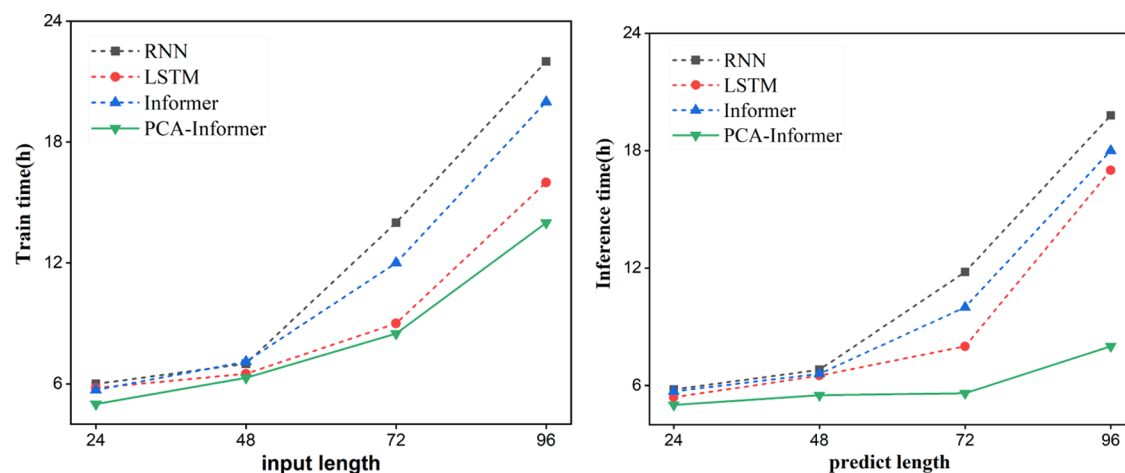 24
18
12
6
Train time(h)
RNN
LSTM
Informer
PCA-Informer
24 48 72 96
input length
24
18
12
6
Inference time(h)
RNN
LSTM
Informer
PCA-Informer
24 48 72 96
predict length